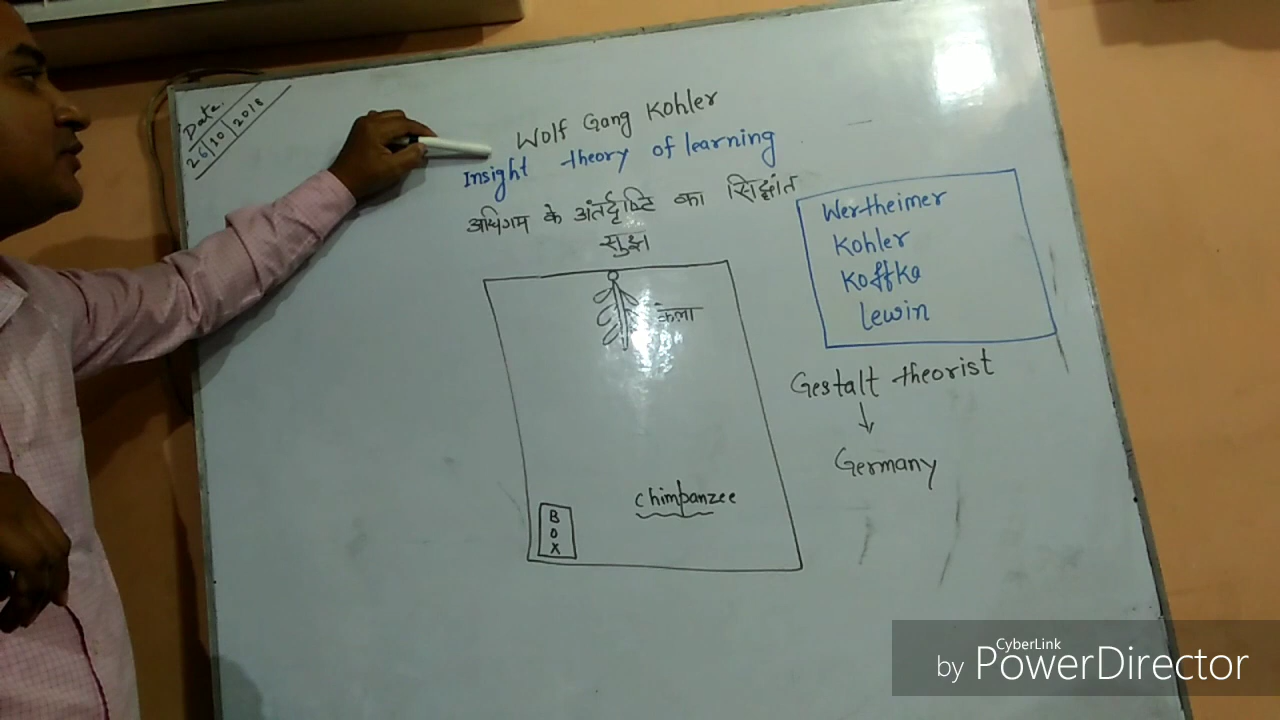 Date.
26/10/2018
Wolf Gang Kohler
Insight theory of learning
अधिगम के अंतर्दृष्टि का सिद्धांत
सुझ
केला
BOX
chimpanzee
Wertheimer
Kohler
Koffka
Lewin
Gestalt theorist
Germany
CyberLink
by PowerDirector